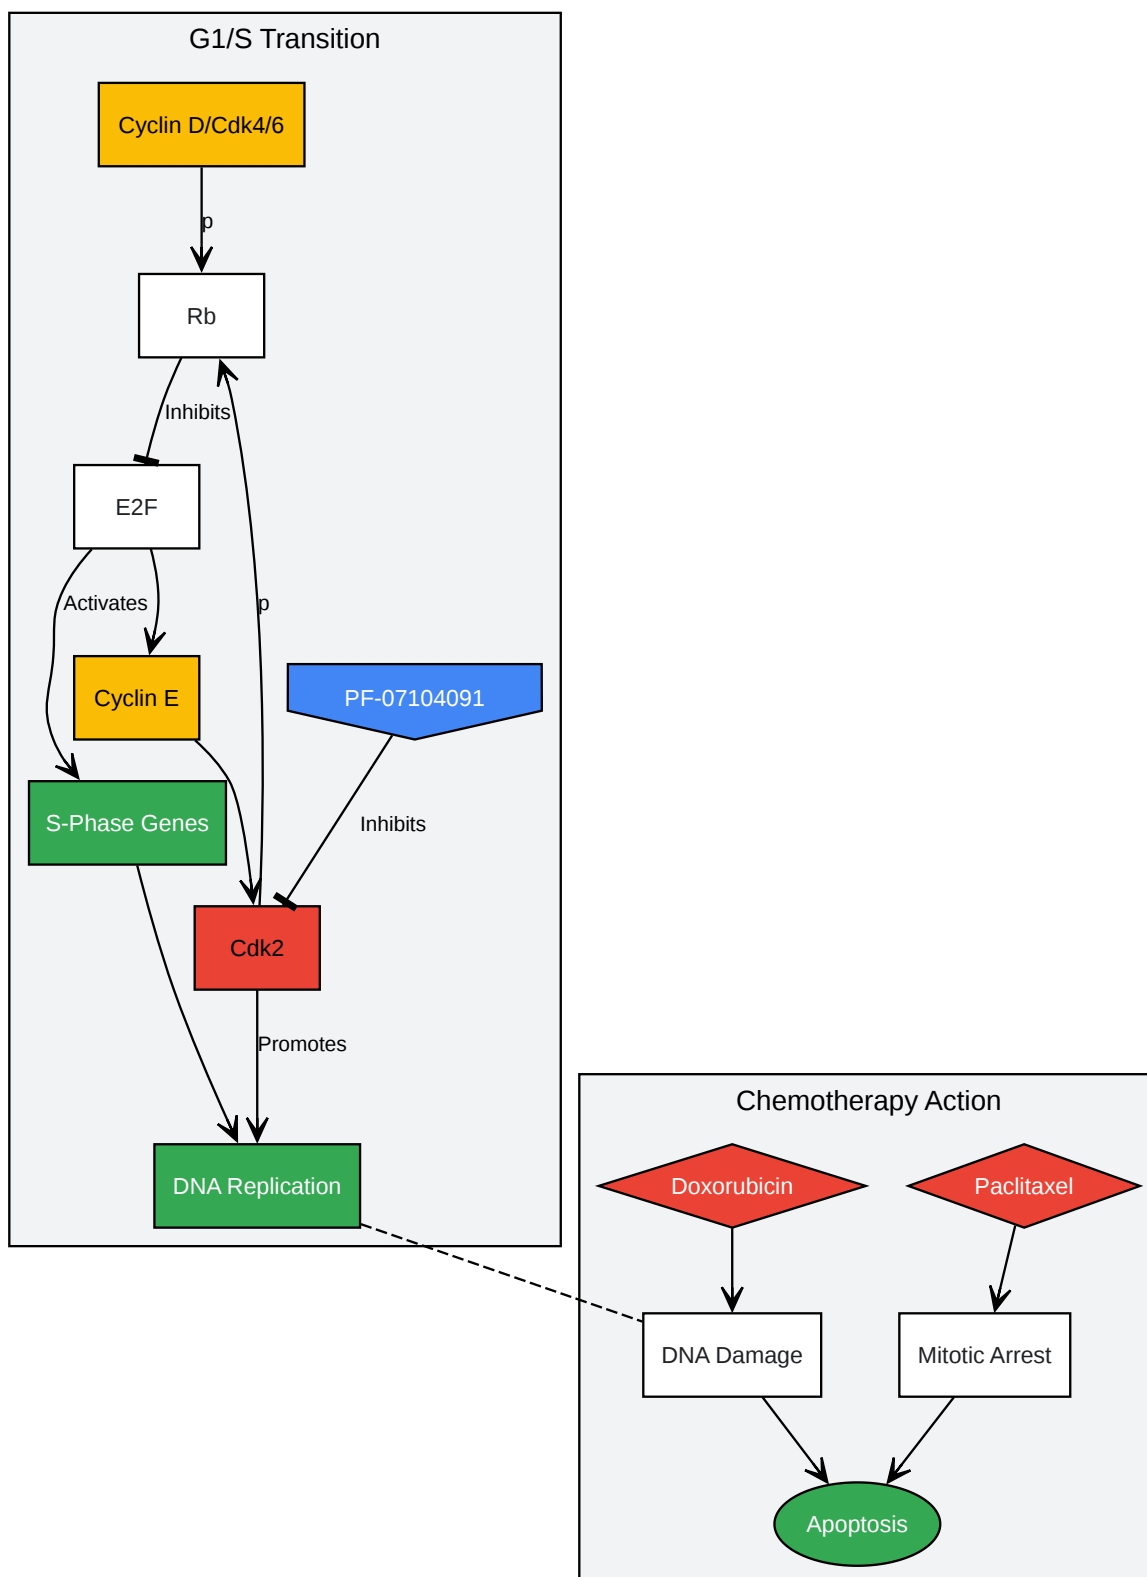 G1/S Transition
Cyclin D/Cdk4/6
p
Rb
Inhibits
E2F
Activates
p
Cyclin E
PF-07104091
S-Phase Genes
Inhibits
Cdk2
Promotes
DNA Replication
Chemotherapy Action
Doxorubicin
Paclitaxel
DNA Damage
Mitotic Arrest
Apoptosis